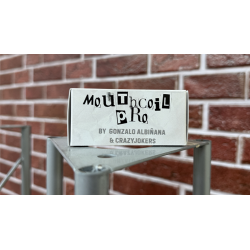 MOUTHCOIL
PRO
BY GONZALO ALBIÑANA
& CRAZYJOKERS